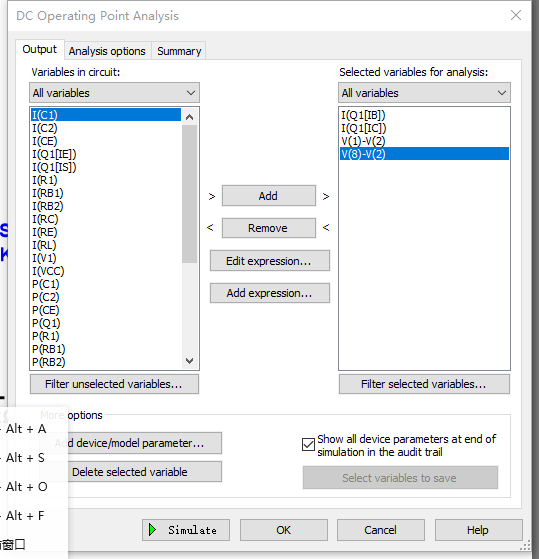 DC Operating Point Analysis
Output
Analysis options
Summary
Variables in circuit:
All variables
I(C1)
I(C2)
I(CE)
I(Q1[IE])
I(Q1[IS])
I(R1)
I(RB1)
I(RB2)
I(RC)
I(RE)
I(RL)
I(V1)
I(VCC)
P(C1)
P(C2)
P(CE)
P(Q1)
P(R1)
P(RB1)
P(RB2)
Filter unselected variables...
> Add >
< Remove <
Edit expression...
Add expression...
Selected variables for analysis:
All variables
I(Q1[IB])
I(Q1[IC])
V(1)-V(2)
V(8)-V(2)
Filter selected variables...
More options
Add device/model parameter...
Delete selected variable
Show all device parameters at end of
simulation in the audit trail
Select variables to save
Alt + A
Alt + S
Alt + O
Alt + F
窗口
Simulate
OK
Cancel
Help